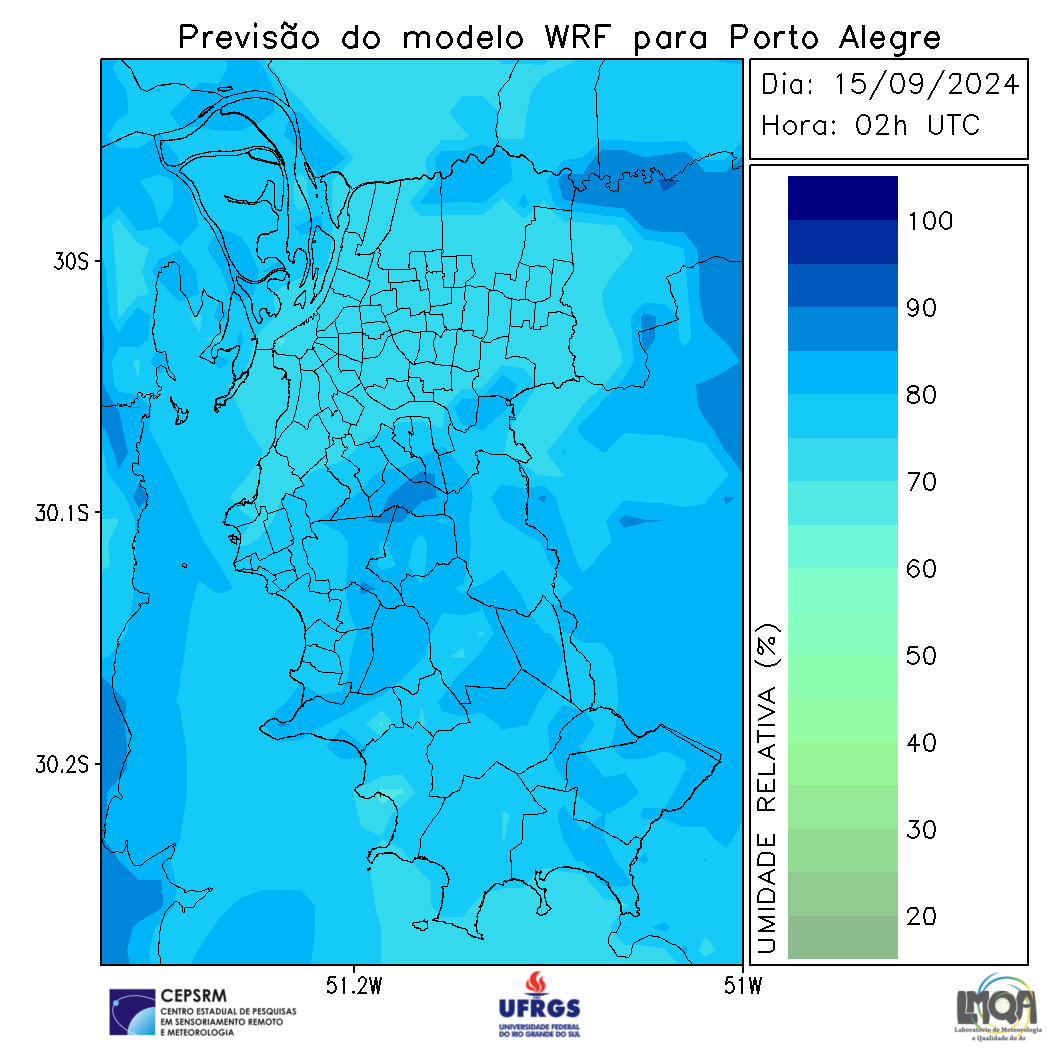 Previsão do modelo WRF para Porto Alegre
Dia: 15/09/2024
Hora: 02h UTC
30S
30.1S
30.2S
51.2W
51W
UMIDADE RELATIVA (%)
100
90
80
70
60
50
40
30
20
CEPSRM
CENTRO ESTADUAL DE PESQUISAS
EM SENSORIAMENTO REMOTO
E METEOROLOGIA
UFRGS
UNIVERSIDADE FEDERAL
DO RIO GRANDE DO SUL
LMQA
Laboratório de Meteorologia
e Qualidade do Ar